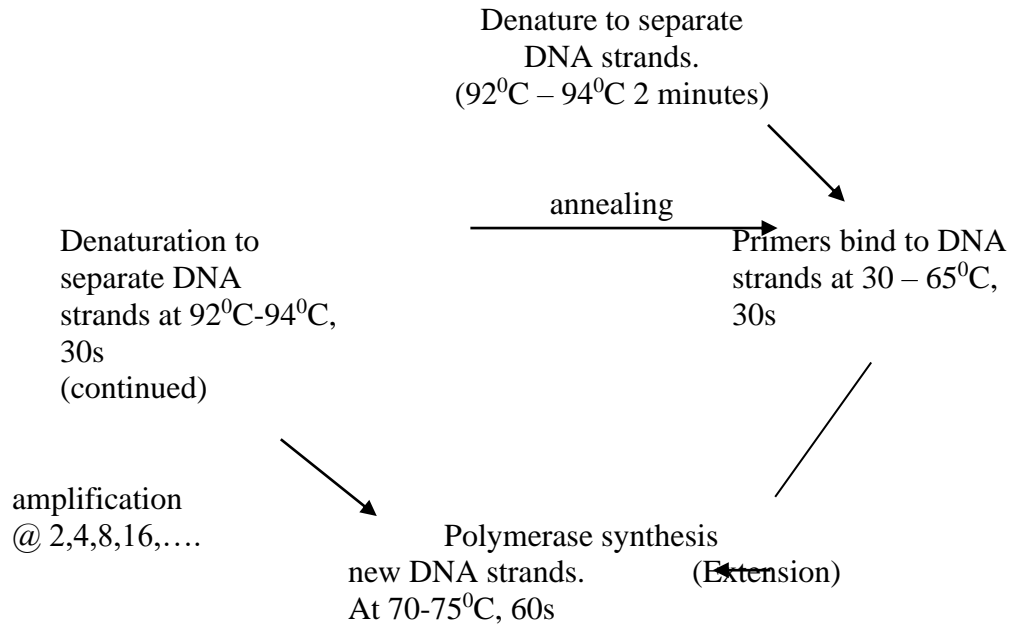 Denature to separate
DNA strands.
(92⁰C – 94⁰C 2 minutes)
annealing
Denaturation to
separate DNA
strands at 92⁰C-94⁰C,
30s
(continued)
Primers bind to DNA
strands at 30 – 65⁰C,
30s
amplification
@ 2,4,8,16,….
Polymerase synthesis
new DNA strands. (Extension)
At 70-75⁰C, 60s